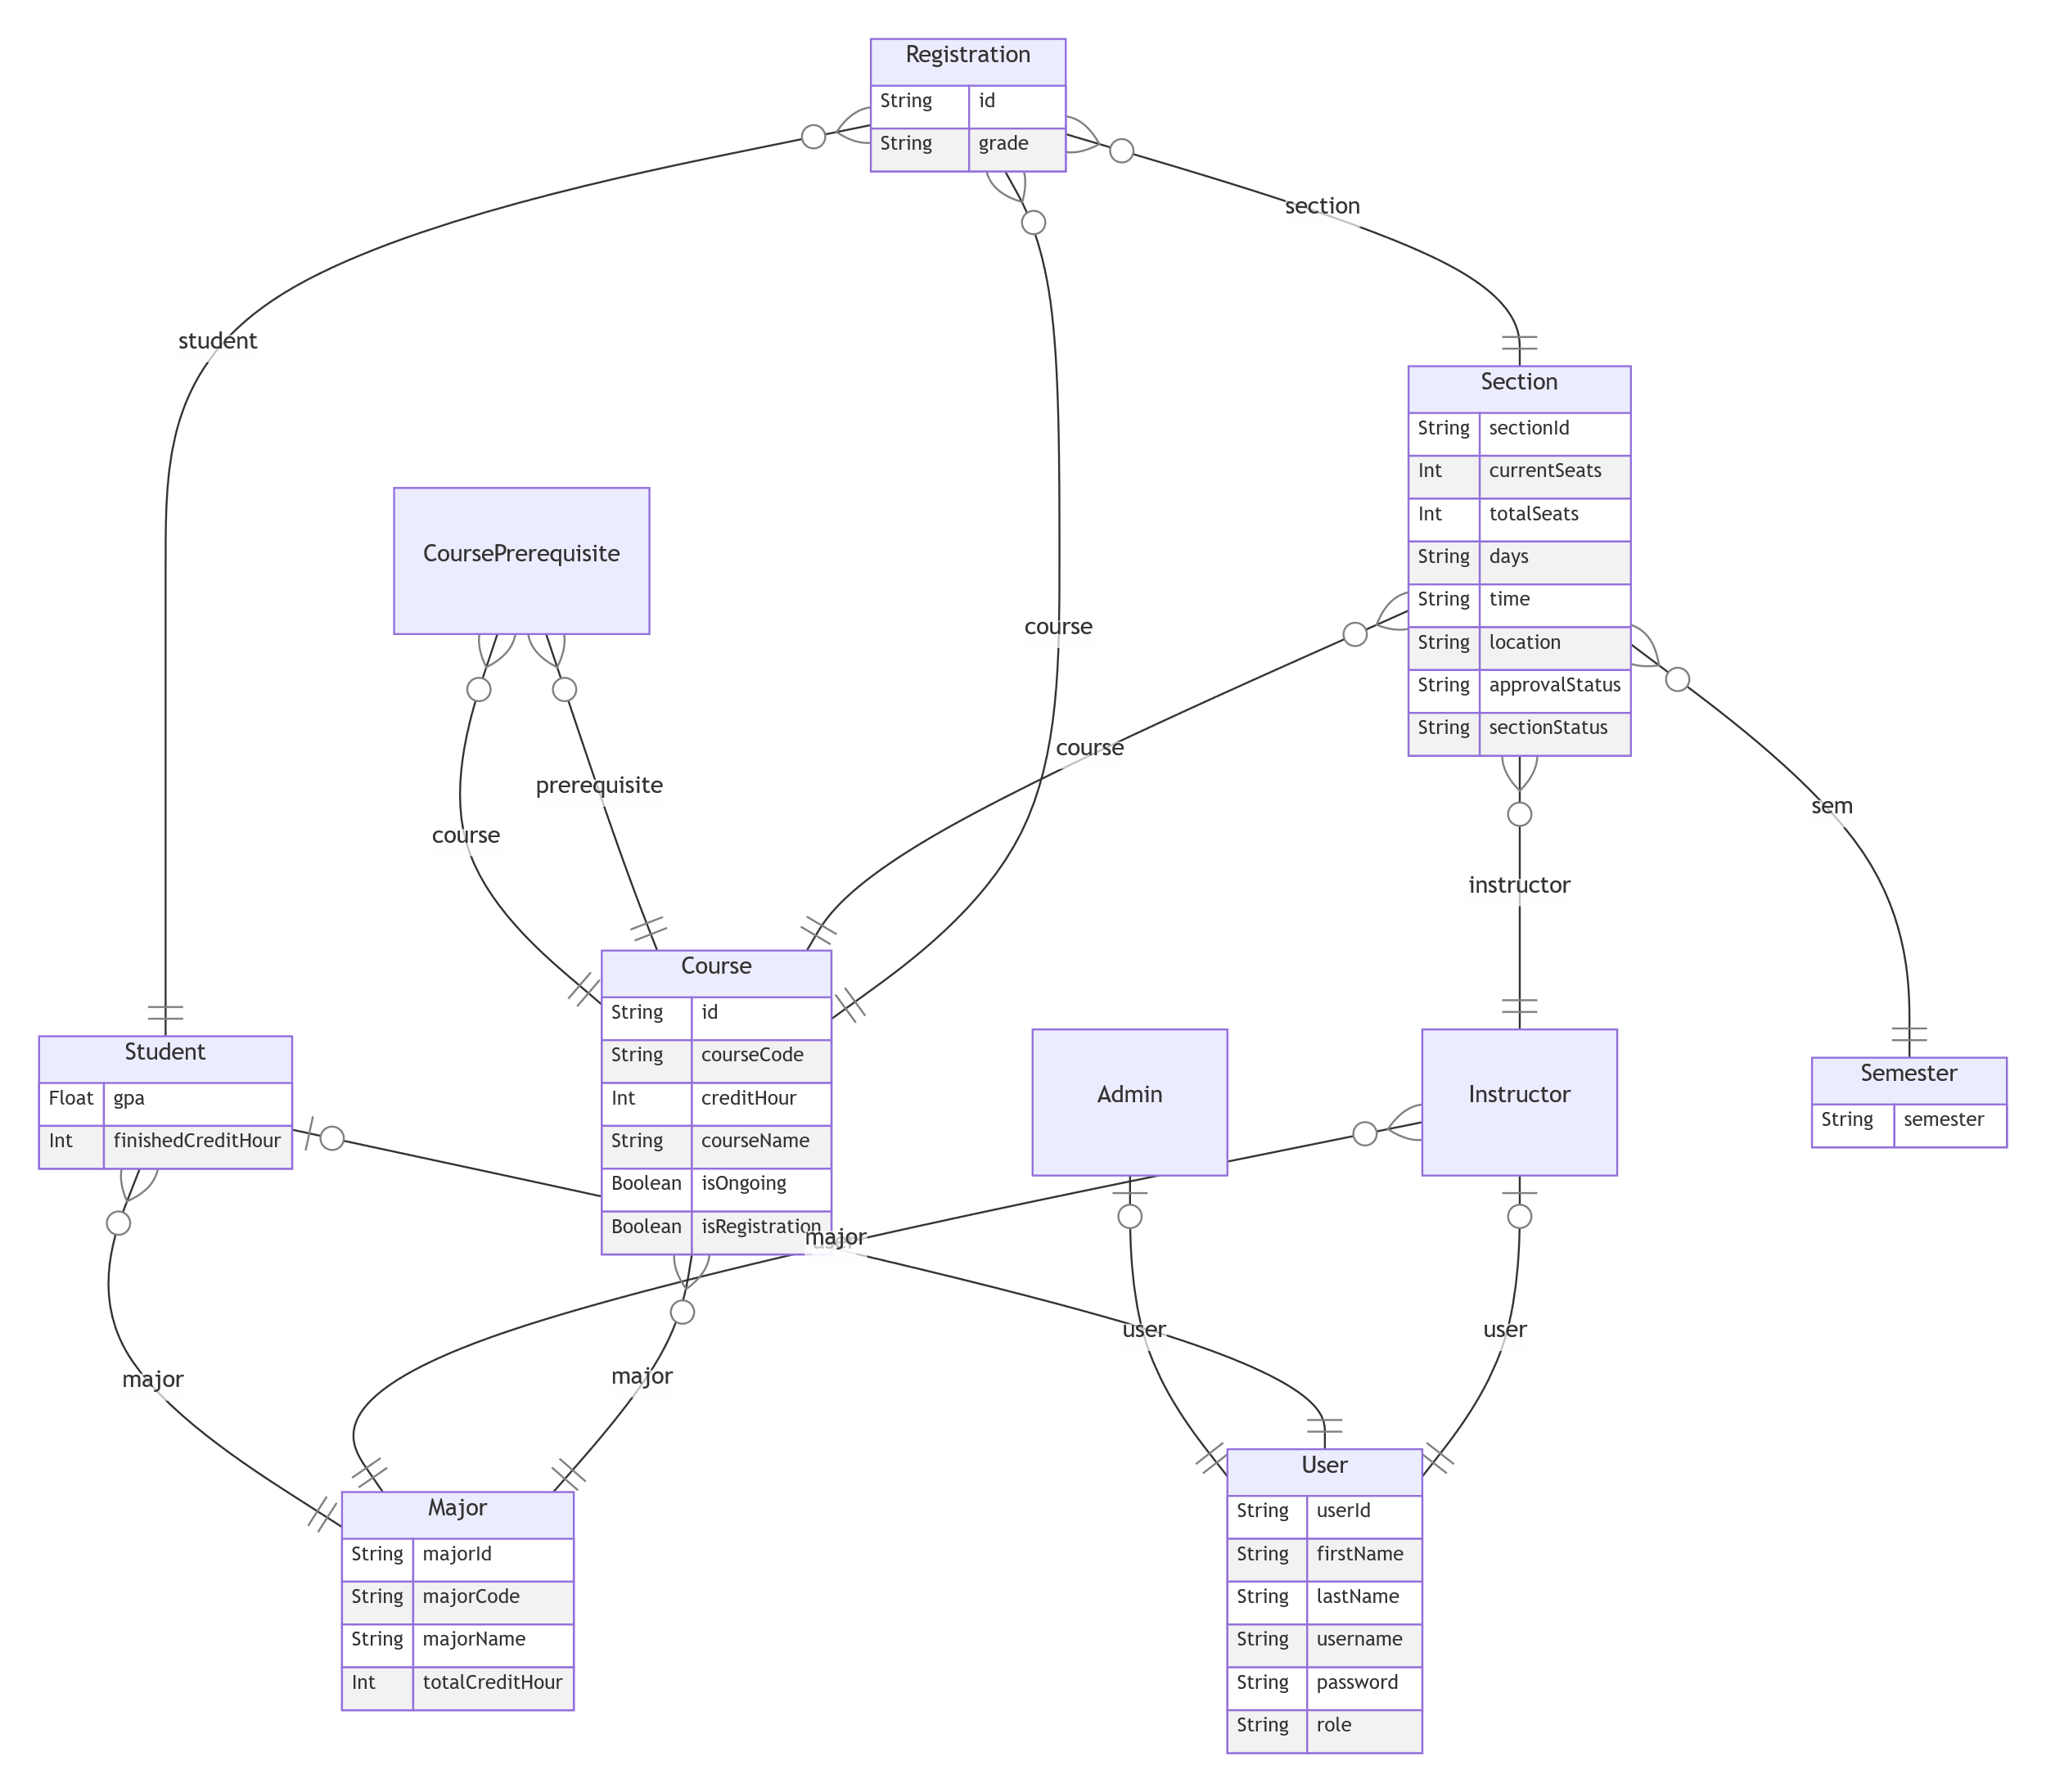 Registration
String id
String grade
section
student
Section
String sectionId
Int currentSeats
Int totalSeats
String days
String time
String location
String approvalStatus
String sectionStatus
CoursePrerequisite
course
course
prerequisite
course
sem
instructor
Course
String id
String courseCode
Int creditHour
String courseName
Boolean isOngoing
Boolean isRegistration
Student
Float gpa
Int finishedCreditHour
Admin
Instructor
Semester
String semester
major
user
user
user
major
major
Major
String majorId
String majorCode
String majorName
Int totalCreditHour
User
String userId
String firstName
String lastName
String username
String password
String role